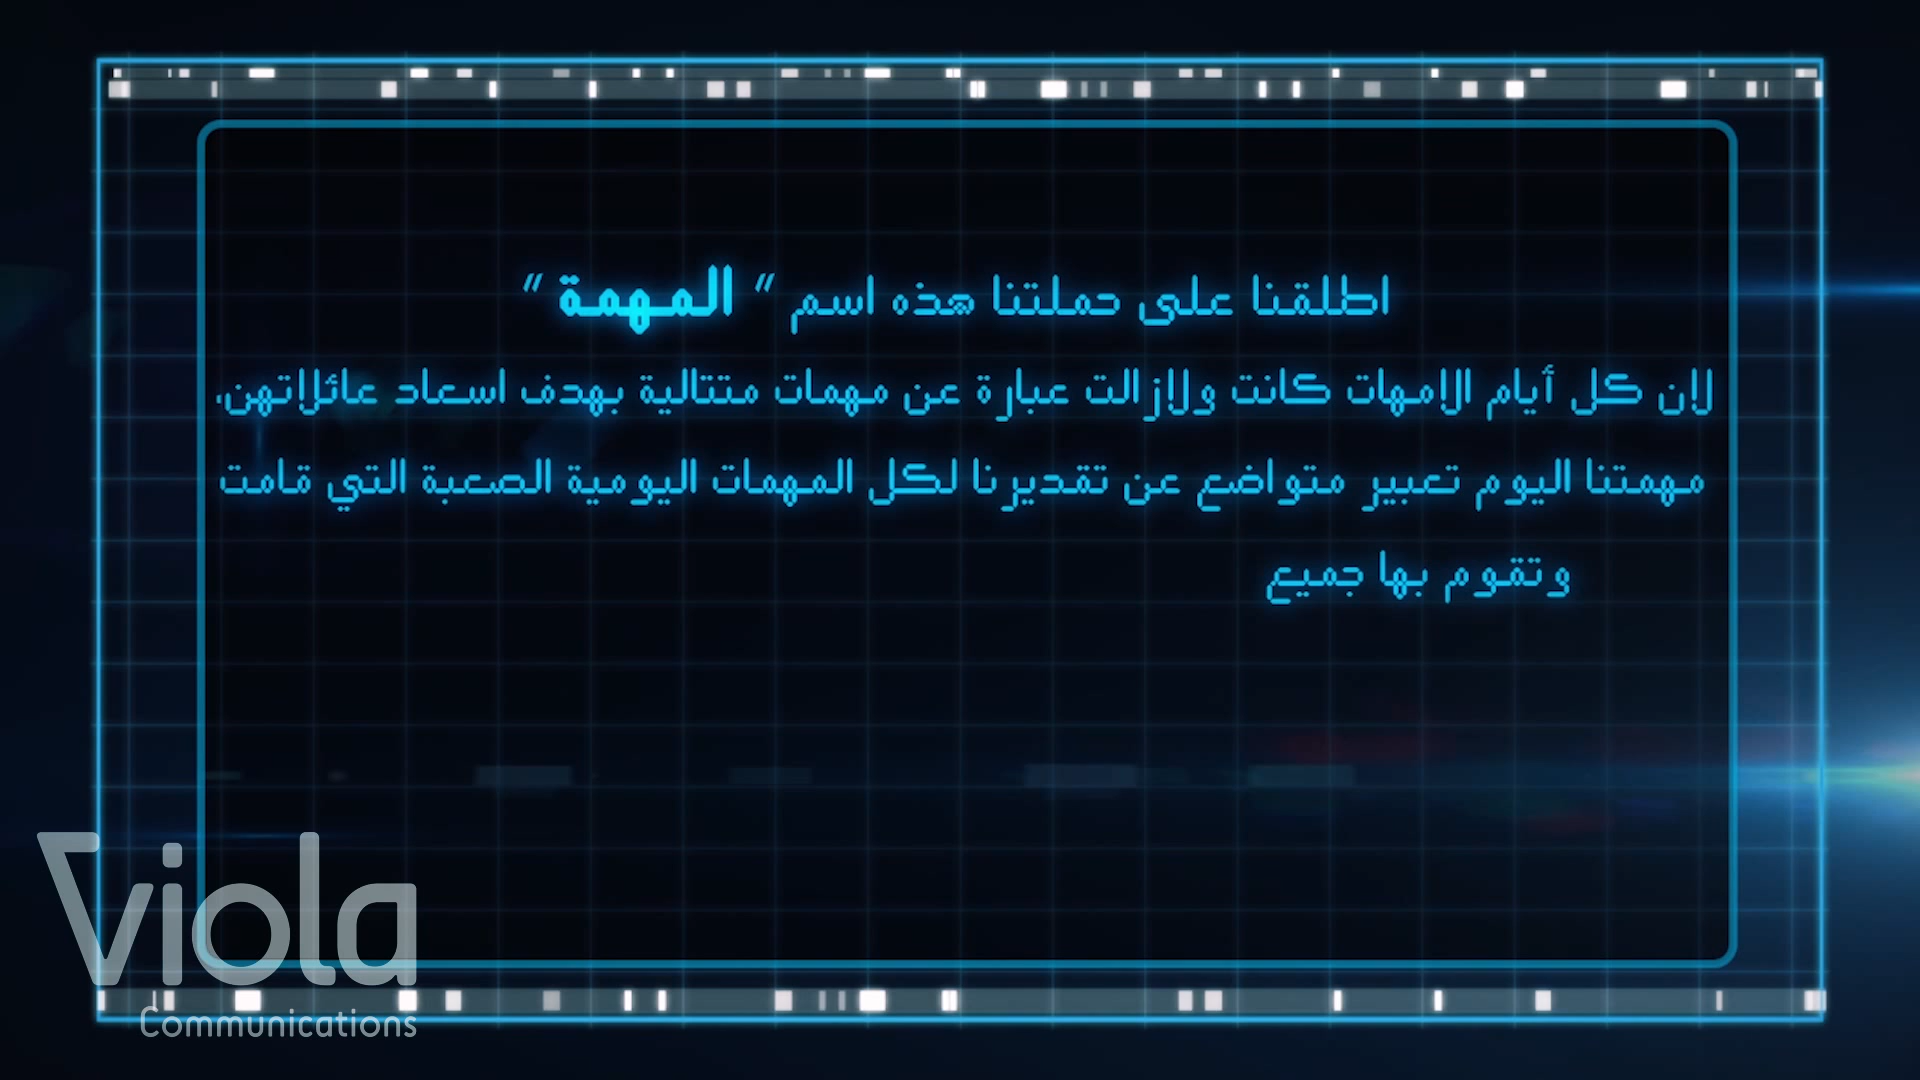 اطلقنا على حملتنا هذه اسم " المهمة "
لان كل أيام الامهات كانت ولازالت عبارة عن مهمات متتالية بهدف اسعاد عائلاتهن،
مهمتنا اليوم تعبير متواضع عن تقديرنا لكل المهمات اليومية الصعبة التي قامت
وتقوم بها جميع
Viola
Communications